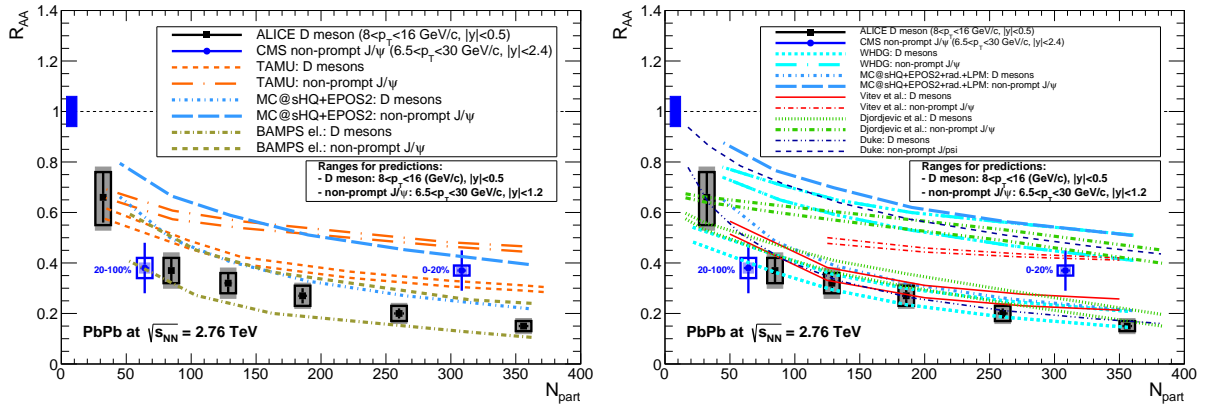 R_AA
1.4
1.2
1
0.8
0.6
0.4
0.2
0
ALICE D meson (8<p_T<16 GeV/c, |y|<0.5)
CMS non-prompt J/ψ (6.5<p_T<30 GeV/c, |y|<2.4)
TAMU: D mesons
TAMU: non-prompt J/ψ
MC@sHQ+EPOS2: D mesons
MC@sHQ+EPOS2: non-prompt J/ψ
BAMPS el.: D mesons
BAMPS el.: non-prompt J/ψ
Ranges for predictions:
- D meson: 8<p_T<16 (GeV/c), |y|<0.5
- non-prompt J/ψ: 6.5<p_T<30 GeV/c, |y|<1.2
20-100%
0-20%
PbPb at √s_NN = 2.76 TeV
0 50 100 150 200 250 300 350 400
N_part
R_AA
1.4
1.2
1
0.8
0.6
0.4
0.2
0
ALICE D meson (8<p_T<16 GeV/c, |y|<0.5)
CMS non-prompt J/ψ (6.5<p_T<30 GeV/c, |y|<2.4)
WHDG: D mesons
WHDG: non-prompt J/ψ
MC@sHQ+EPOS2+rad.+LPM: D mesons
MC@sHQ+EPOS2+rad.+LPM: non-prompt J/ψ
Vitev et al.: D mesons
Vitev et al.: non-prompt J/ψ
Djordjevic et al.: D mesons
Djordjevic et al.: non-prompt J/ψ
Duke: D mesons
Duke: non-prompt J/psi
Ranges for predictions:
- D meson: 8<p_T<16 (GeV/c), |y|<0.5
- non-prompt J/ψ: 6.5<p_T<30 GeV/c, |y|<1.2
20-100%
0-20%
PbPb at √s_NN = 2.76 TeV
0 50 100 150 200 250 300 350 400
N_part